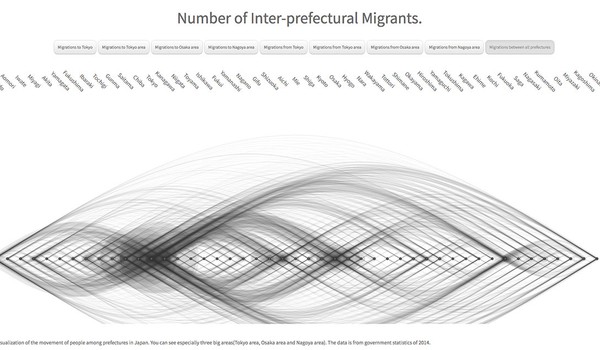 Number of Inter-prefectural Migrants.
Migrations to Tokyo Migrations to Tokyo area Migrations to Osaka area Migrations to Nagoya area Migrations from Tokyo Migrations from Tokyo area Migrations from Osaka area Migrations from Nagoya area Migrations between all prefectures
Aomori Iwate Miyagi Akita Yamagata Fukushima Ibaraki Tochigi Gunma Saitama Chiba Tokyo Kanagawa Niigata Toyama Ishikawa Fukui Yamanashi Nagano Gifu Shizuoka Aichi Mie Shiga Kyoto Osaka Hyogo Nara Wakayama Tottori Shimane Okayama Hiroshima Yamaguchi Tokushima Kagawa Ehime Kochi Fukuoka Saga Nagasaki Kumamoto Oita Miyazaki Kagoshima Okina
sualization of the movement of people among prefectures in Japan. You can see especially three big areas(Tokyo area, Osaka area and Nagoya area). The data is from government statistics of 2014.